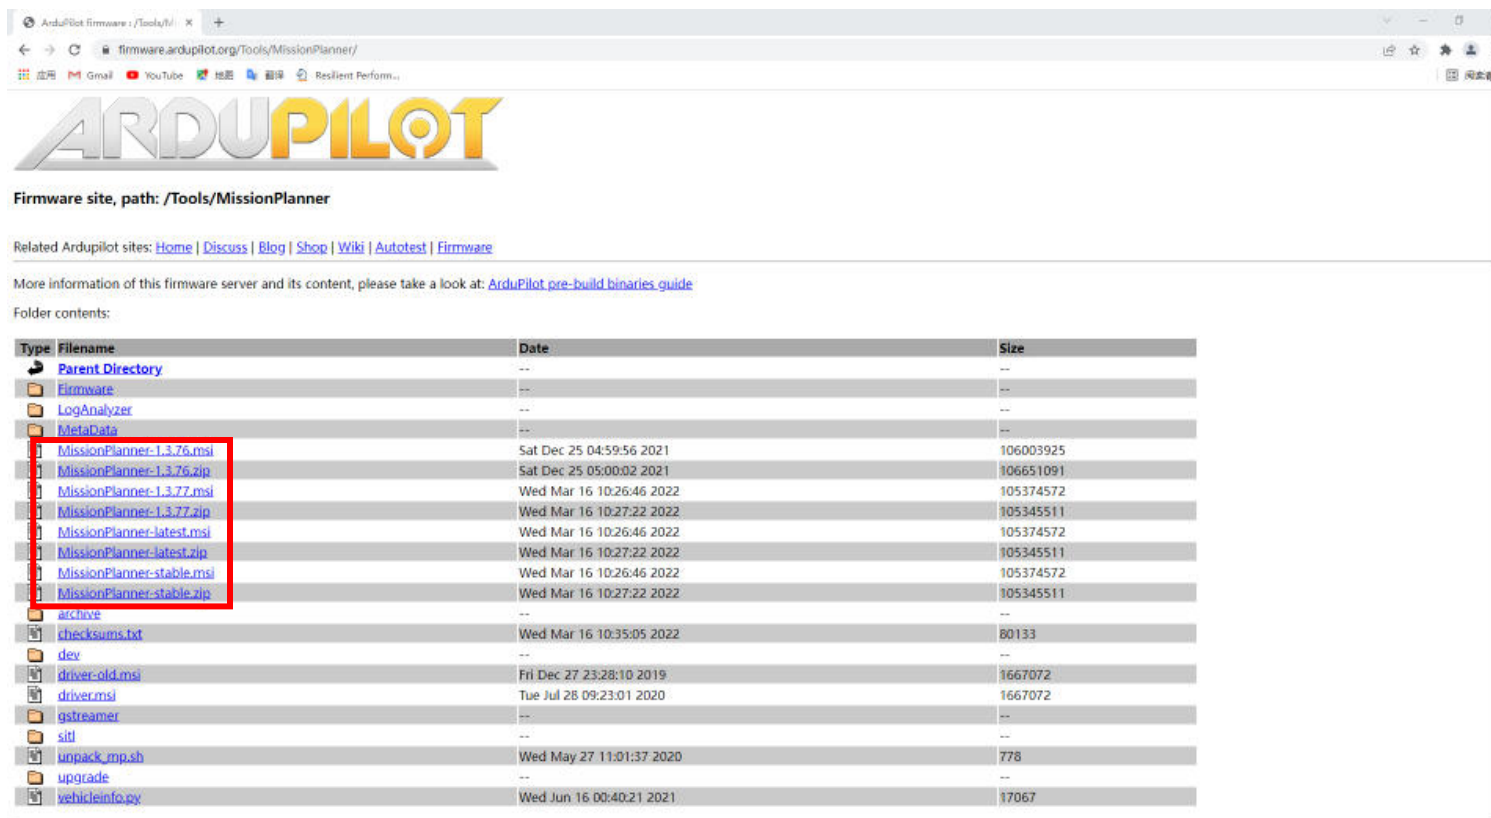 ArduPilot firmware : /Tools/Mi
firmware.ardupilot.org/Tools/MissionPlanner/
应用 Gmail YouTube 地图 翻译 Resilient Perform...
ARDUPILOT
Firmware site, path: /Tools/MissionPlanner
Related Ardupilot sites: Home | Discuss | Blog | Shop | Wiki | Autotest | Firmware
More information of this firmware server and its content, please take a look at: ArduPilot pre-build binaries guide
Folder contents:
Type Filename Date Size
Parent Directory -- --
Firmware -- --
LogAnalyzer -- --
MetaData -- --
MissionPlanner-1.3.76.msi Sat Dec 25 04:59:56 2021 106003925
MissionPlanner-1.3.76.zip Sat Dec 25 05:00:02 2021 106651091
MissionPlanner-1.3.77.msi Wed Mar 16 10:26:46 2022 105374572
MissionPlanner-1.3.77.zip Wed Mar 16 10:27:22 2022 105345511
MissionPlanner-latest.msi Wed Mar 16 10:26:46 2022 105374572
MissionPlanner-latest.zip Wed Mar 16 10:27:22 2022 105345511
MissionPlanner-stable.msi Wed Mar 16 10:26:46 2022 105374572
MissionPlanner-stable.zip Wed Mar 16 10:27:22 2022 105345511
archive -- --
checksums.txt Wed Mar 16 10:35:05 2022 80133
dev -- --
driver-old.msi Fri Dec 27 23:28:10 2019 1667072
driver.msi Tue Jul 28 09:23:01 2020 1667072
gstreamer -- --
sitl -- --
unpack_mp.sh Wed May 27 11:01:37 2020 778
upgrade -- --
vehicleinfo.py Wed Jun 16 00:40:21 2021 17067